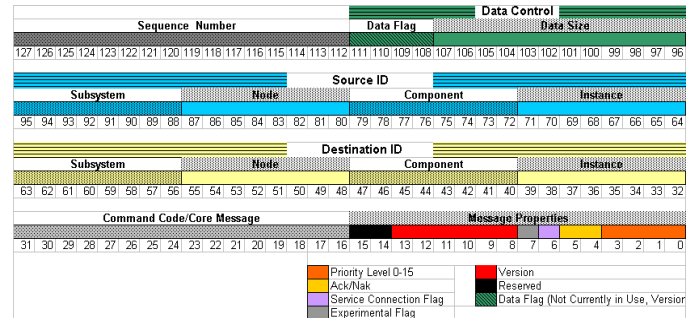 Data Control
Sequence Number Data Flag Data Size
127 126 125 124 123 122 121 120 119 118 117 116 115 114 113 112 111 110 109 108 107 106 105 104 103 102 101 100 99 98 97 96
Source ID
Subsystem Node Component Instance
95 94 93 92 91 90 89 88 87 86 85 84 83 82 81 80 79 78 77 76 75 74 73 72 71 70 69 68 67 66 65 64
Destination ID
Subsystem Node Component Instance
63 62 61 60 59 58 57 56 55 54 53 52 51 50 49 48 47 46 45 44 43 42 41 40 39 38 37 36 35 34 33 32
Command Code/Core Message Message Properties
31 30 29 28 27 26 25 24 23 22 21 20 19 18 17 16 15 14 13 12 11 10 9 8 7 6 5 4 3 2 1 0
Priority Level 0-15 Version
Ack/Nak Reserved
Service Connection Flag Data Flag (Not Currently in Use, Version
Experimental Flag